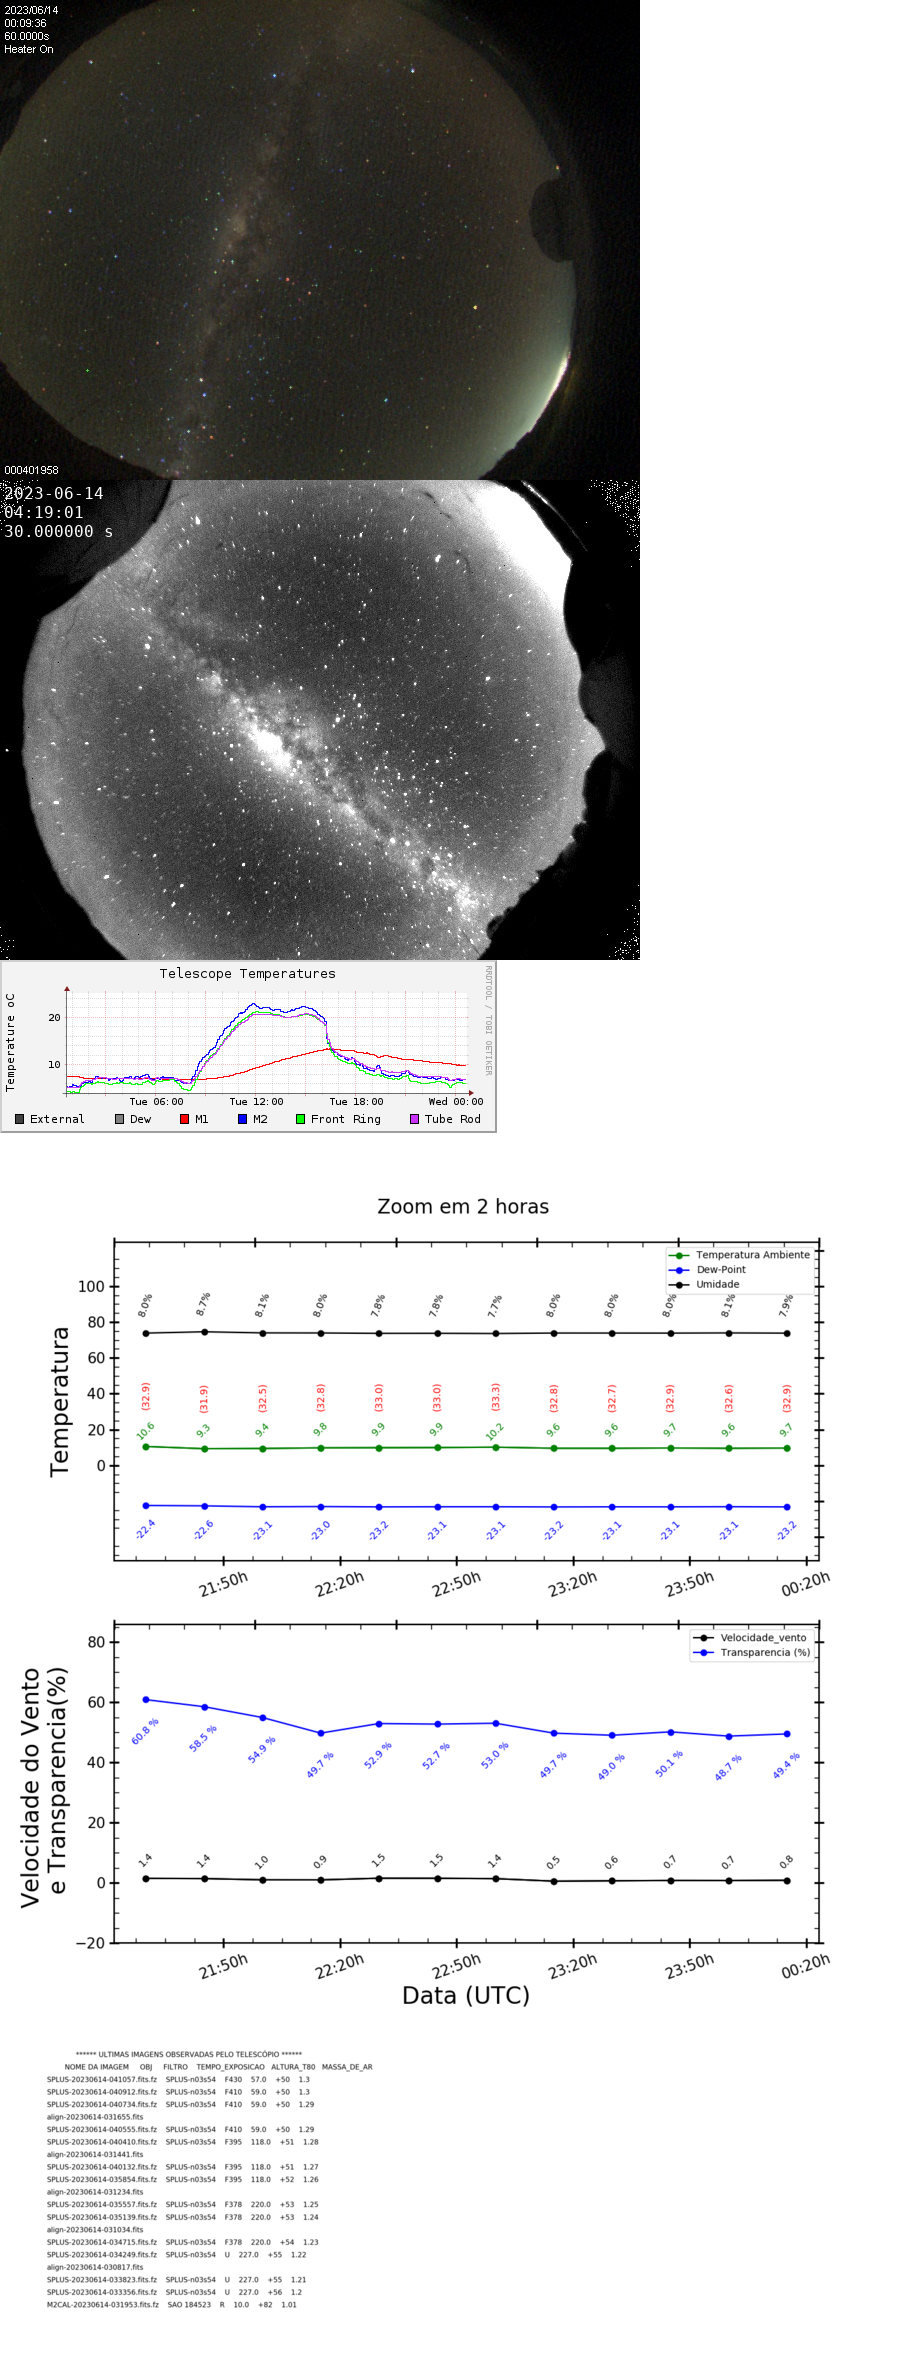 2023/06/14
00:09:36
60.0000s
Heater On
000401958
2023-06-14
04:19:01
30.000000 s
Telescope Temperatures
RRDTOOL / TOBI OETIKER
Temperature oC
20
10
Tue 06:00 Tue 12:00 Tue 18:00 Wed 00:00
External Dew M1 M2 Front Ring Tube Rod
Zoom em 2 horas
Temperatura Ambiente
Dew-Point
Umidade
Temperatura
100
80
60
40
20
0
8.0% 8.7% 8.1% 8.0% 7.8% 7.8% 7.7% 8.0% 8.0% 8.0% 8.1% 7.9%
(32.9) (31.9) (32.5) (32.8) (33.0) (33.0) (33.3) (32.8) (32.7) (32.9) (32.6) (32.9)
10.6 9.3 9.4 9.8 9.9 9.9 10.2 9.6 9.6 9.7 9.6 9.7
-22.4 -22.6 -23.1 -23.0 -23.2 -23.1 -23.1 -23.2 -23.1 -23.1 -23.1 -23.2
21:50h 22:20h 22:50h 23:20h 23:50h 00:20h
Velocidade_vento
Transparencia (%)
Velocidade do Vento
e Transparencia(%)
80
60
40
20
0
−20
60.8 % 58.5 % 54.9 % 49.7 % 52.9 % 52.7 % 53.0 % 49.7 % 49.0 % 50.1 % 48.7 % 49.4 %
1.4 1.4 1.0 0.9 1.5 1.5 1.4 0.5 0.6 0.7 0.7 0.8
21:50h 22:20h 22:50h 23:20h 23:50h 00:20h
Data (UTC)
****** ULTIMAS IMAGENS OBSERVADAS PELO TELESCÓPIO ******
NOME DA IMAGEM OBJ FILTRO TEMPO_EXPOSICAO ALTURA_T80 MASSA_DE_AR
SPLUS-20230614-041057.fits.fz SPLUS-n03s54 F430 57.0 +50 1.3
SPLUS-20230614-040912.fits.fz SPLUS-n03s54 F410 59.0 +50 1.3
SPLUS-20230614-040734.fits.fz SPLUS-n03s54 F410 59.0 +50 1.29
align-20230614-031655.fits
SPLUS-20230614-040555.fits.fz SPLUS-n03s54 F410 59.0 +50 1.29
SPLUS-20230614-040410.fits.fz SPLUS-n03s54 F395 118.0 +51 1.28
align-20230614-031441.fits
SPLUS-20230614-040132.fits.fz SPLUS-n03s54 F395 118.0 +51 1.27
SPLUS-20230614-035854.fits.fz SPLUS-n03s54 F395 118.0 +52 1.26
align-20230614-031234.fits
SPLUS-20230614-035557.fits.fz SPLUS-n03s54 F378 220.0 +53 1.25
SPLUS-20230614-035139.fits.fz SPLUS-n03s54 F378 220.0 +53 1.24
align-20230614-031034.fits
SPLUS-20230614-034715.fits.fz SPLUS-n03s54 F378 220.0 +54 1.23
SPLUS-20230614-034249.fits.fz SPLUS-n03s54 U 227.0 +55 1.22
align-20230614-030817.fits
SPLUS-20230614-033823.fits.fz SPLUS-n03s54 U 227.0 +55 1.21
SPLUS-20230614-033356.fits.fz SPLUS-n03s54 U 227.0 +56 1.2
M2CAL-20230614-031953.fits.fz SAO 184523 R 10.0 +82 1.01